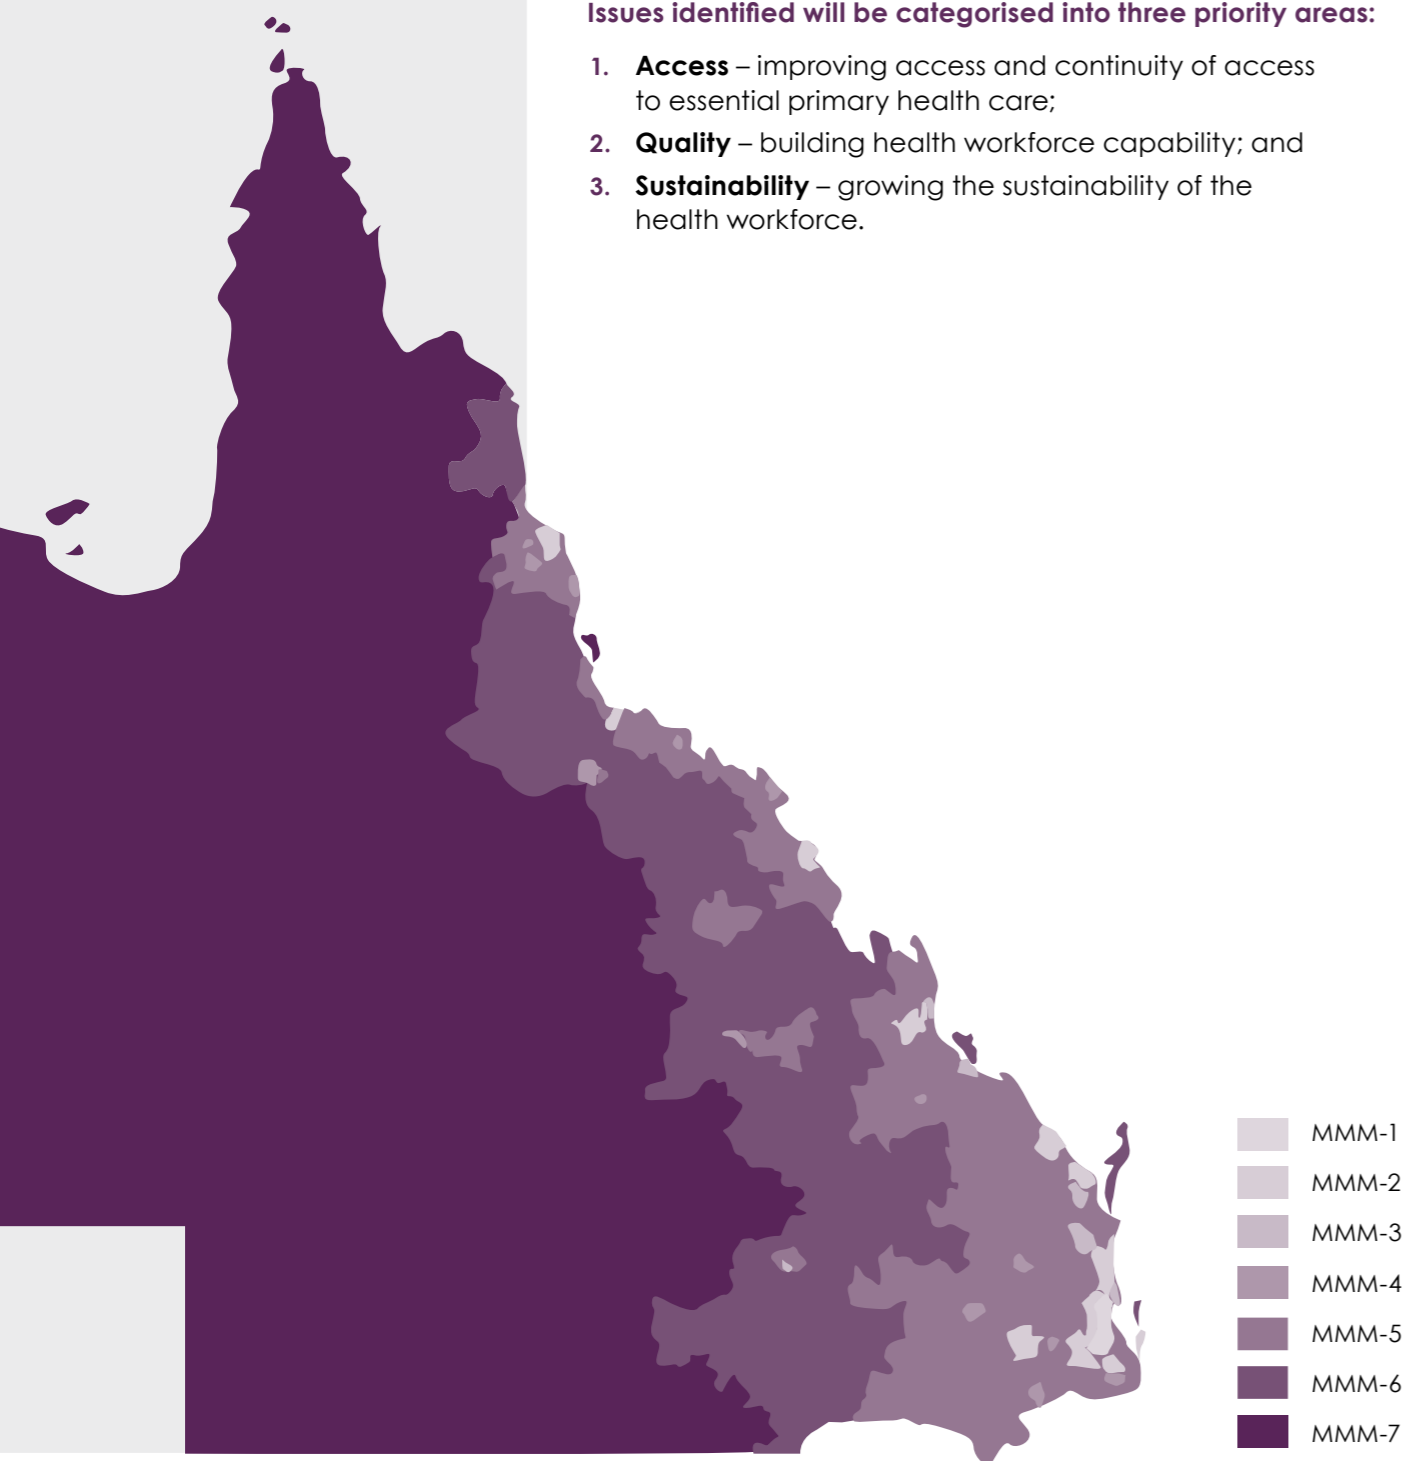 Issues identified will be categorised into three priority areas:
1. Access – improving access and continuity of access
to essential primary health care;
2. Quality – building health workforce capability; and
3. Sustainability – growing the sustainability of the
health workforce.
MMM-1
MMM-2
MMM-3
MMM-4
MMM-5
MMM-6
MMM-7